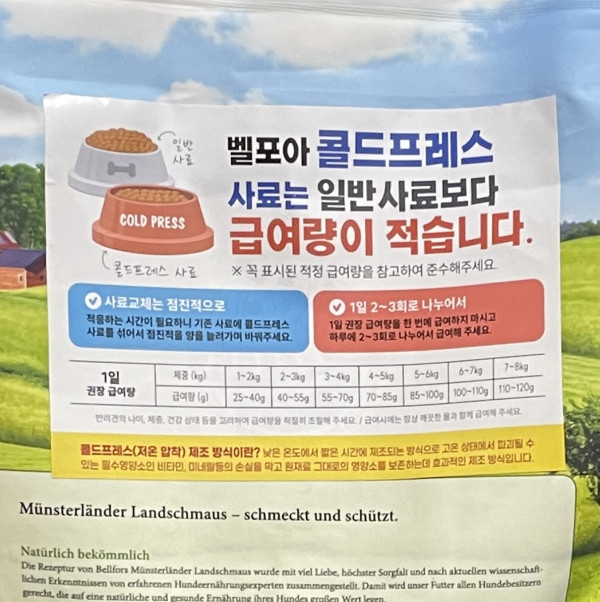 일반
사료
COLD PRESS
콜드프레스 사료
벨포아 콜드프레스
사료는 일반사료보다
급여량이 적습니다.
※ 꼭 표시된 적정 급여량을 참고하여 준수해주세요.
사료교체는 점진적으로
적응하는 시간이 필요하니 기존 사료에 콜드프레스
사료를 섞어서 점진적을 양을 늘려가며 바꿔주세요.
1일 2~3회로 나누어서
1일 권장 급여량을 한 번에 급여하지 마시고
하루에 2~3회로 나눠서 급여해 주세요.
1일
권장 급여량
체중 (kg) 1~2kg 2~3kg 3~4kg 4~5kg 5~6kg 6~7kg 7~8kg
급여량 (g) 25~40g 40~55g 55~70g 70~85g 85~100g 100~110g 110~120g
반려견의 나이, 체중, 건강 상태 등을 고려하여 급여량을 적절히 조절해 주세요. / 급여시에는 항상 깨끗한 물과 함께 급여해 주세요.
콜드프레스(저온 압착) 제조 방식이란? 낮은 온도에서 짧은 시간에 제조되는 방식으로 고온 상태에서 파괴될 수
있는 필수영양소인 비타민, 미네랄등의 손실을 막고 원재료 그대로의 영양소를 보존하는데 효과적인 제조 방식입니다.
Münsterländer Landschmaus – schmeckt und schützt.
Natürlich bekömmlich
Die Rezeptur von Bellfors Münsterländer Landschmaus wurde mit viel Liebe, höchster Sorgfalt und nach aktuellen wissenschaft-
lichen Erkenntnissen von erfahrenen Hundeernährungsexperten zusammengestellt. Damit wird unser Futter allen Hundebesitzern
gerecht, die auf eine natürliche und gesunde Ernährung ihres Hundes großen Wert legen.